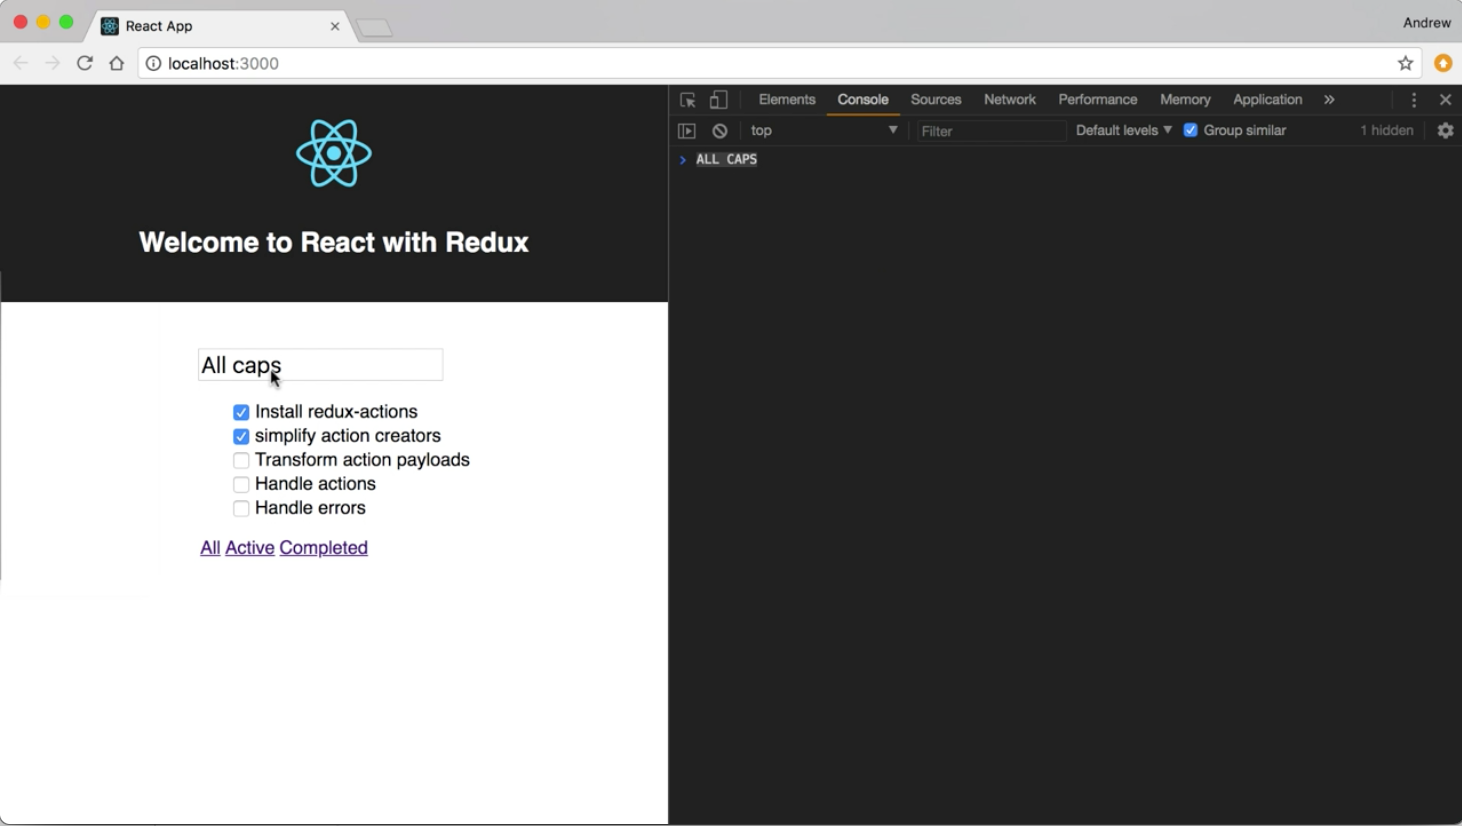 React App
Andrew
localhost:3000
Elements Console Sources Network Performance Memory Application »
top Filter Default levels Group similar 1 hidden
> ALL CAPS
Welcome to React with Redux
All caps
Install redux-actions
simplify action creators
Transform action payloads
Handle actions
Handle errors
All Active Completed